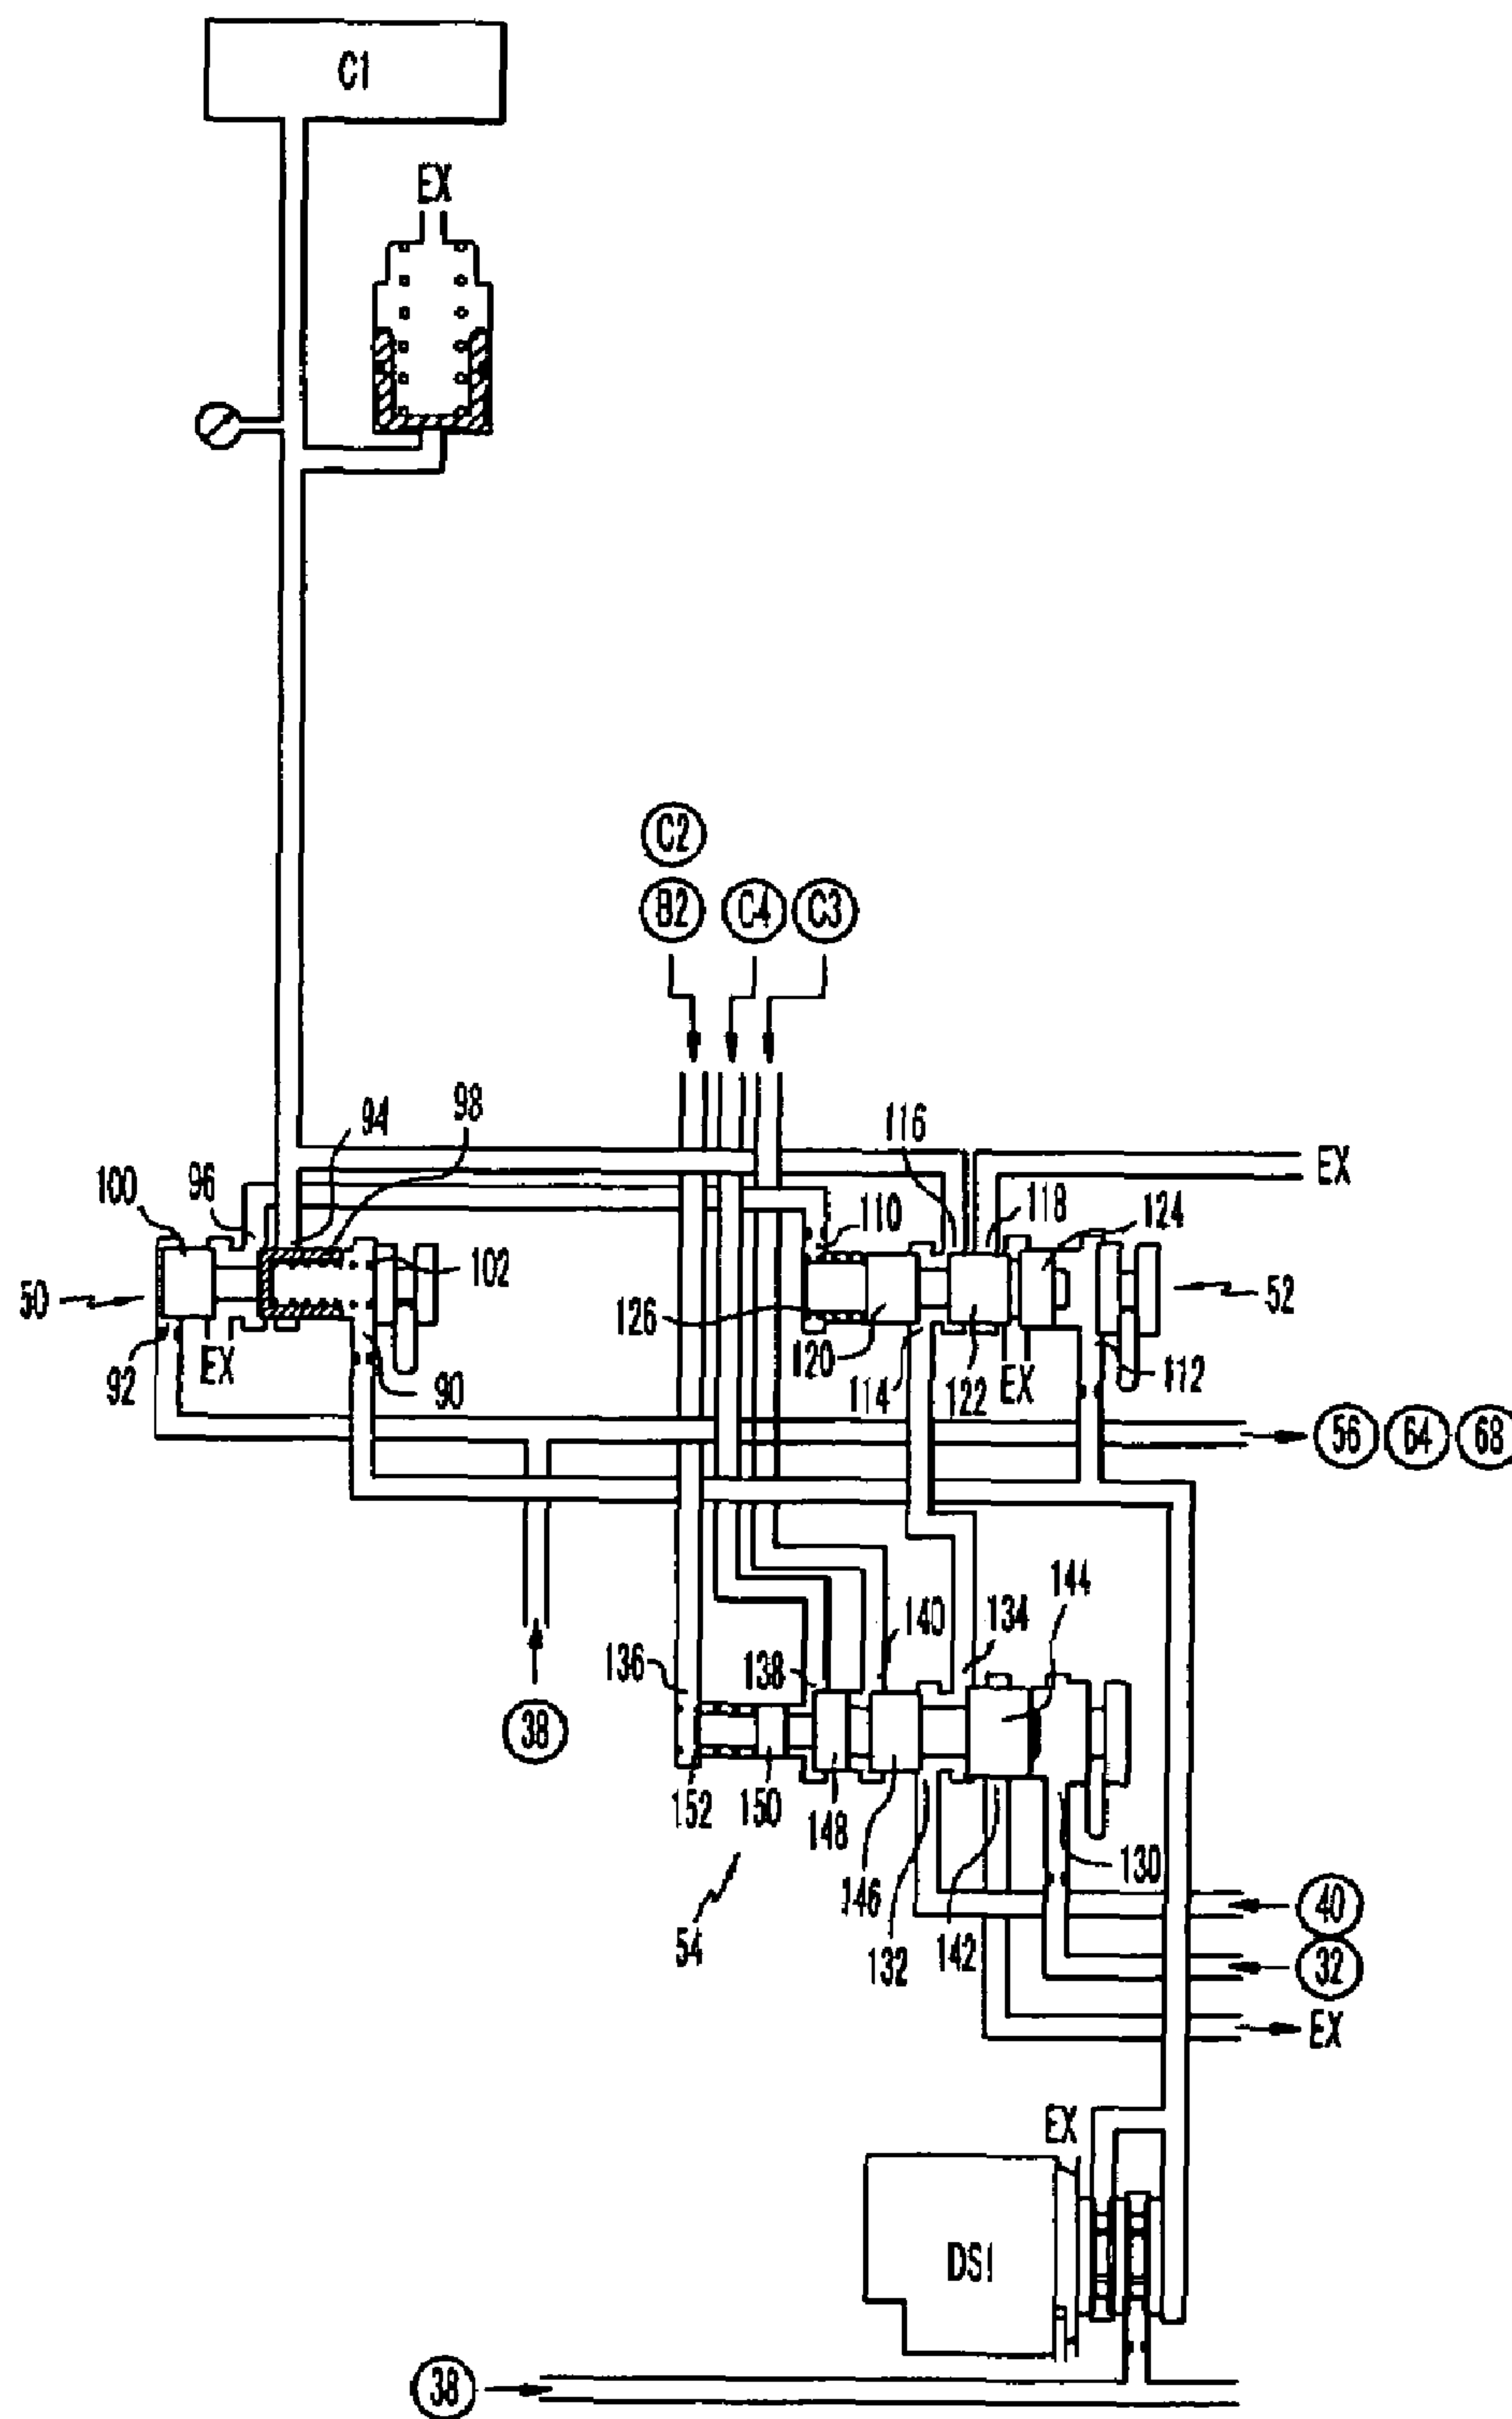 C1
EX
C2
B2 C4 C3
94 98 116
96
100 EX
110 118 124
102
50 52
126
92 EX 90 120 114 122 EX 112
56 64 68
144
134
140
136 138
38
152 150 148 130
146
40
54 132 142
32
EX
EX
DS1
38